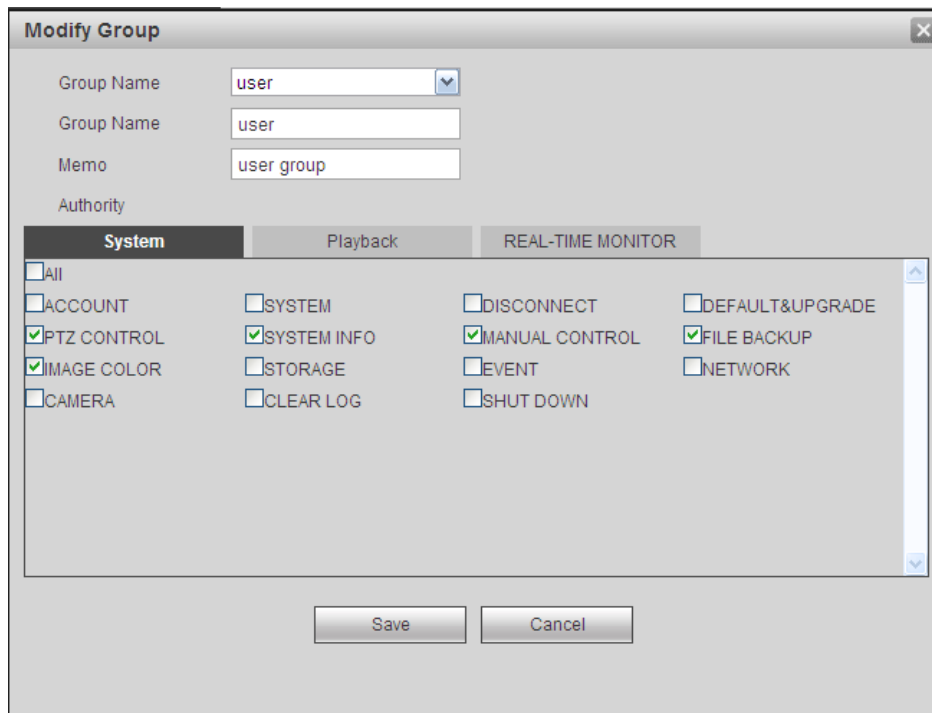 Modify Group
Group Name user
Group Name user
Memo user group
Authority
System Playback REAL-TIME MONITOR
All
ACCOUNT SYSTEM DISCONNECT DEFAULT&UPGRADE
PTZ CONTROL SYSTEM INFO MANUAL CONTROL FILE BACKUP
IMAGE COLOR STORAGE EVENT NETWORK
CAMERA CLEAR LOG SHUT DOWN
Save Cancel